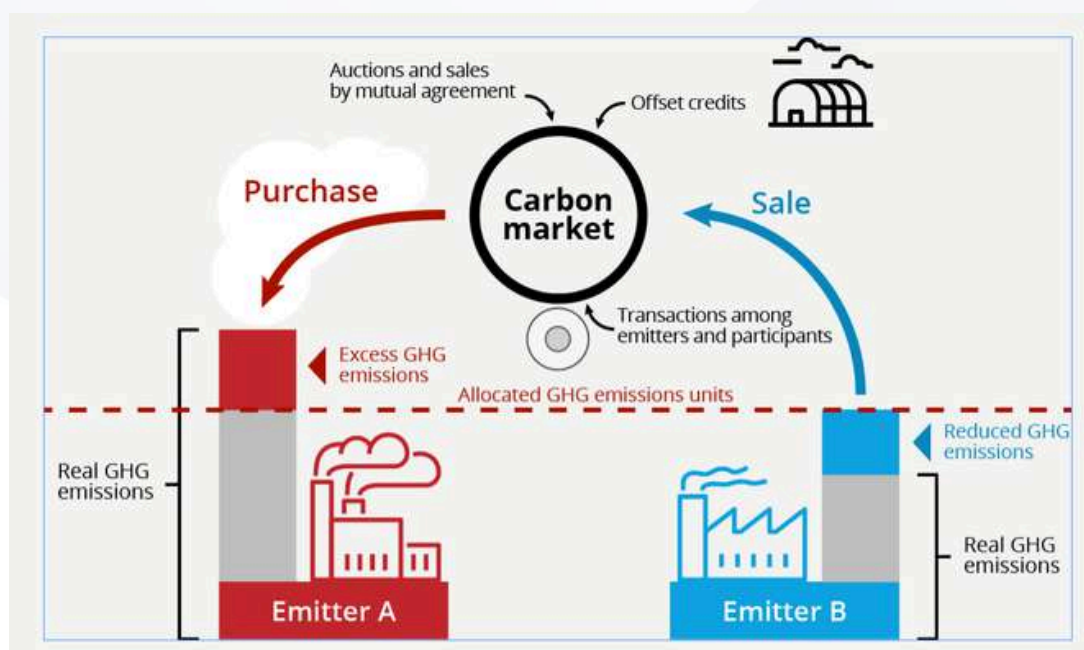 Auctions and sales
by mutual agreement
Offset credits
Purchase
Carbon
market
Sale
Transactions among
emitters and participants
Excess GHG
emissions
Allocated GHG emissions units
Reduced GHG
emissions
Real GHG
emissions
Real GHG
emissions
Emitter A
Emitter B